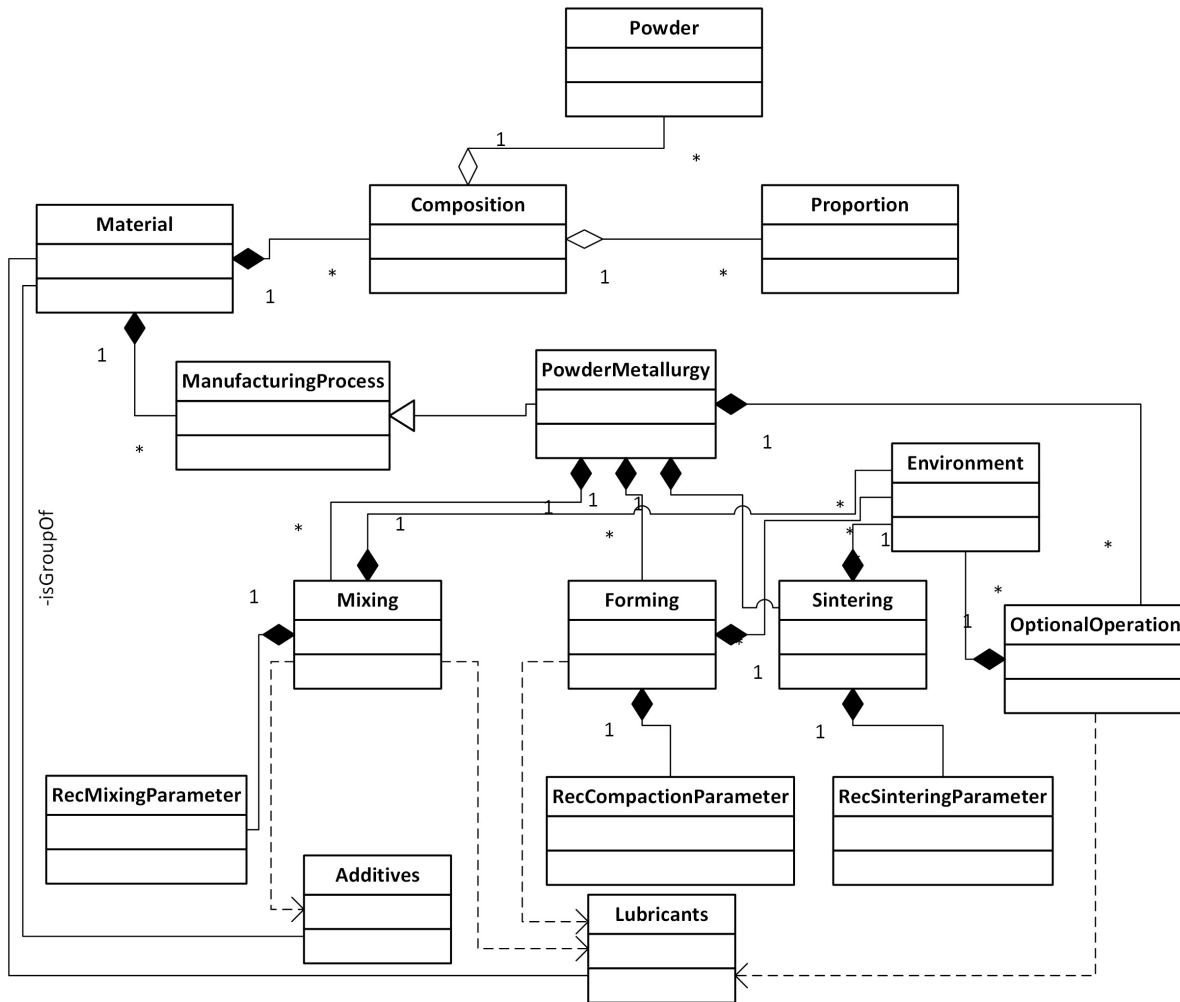 Powder
1
*
Composition
Proportion
Material
*
1
*
1
1
ManufacturingProcess
PowderMetallurgy
*
1
Environment
-isGroupOf
*
1
1
1
1
*
*
*
1
*
Mixing
Forming
Sintering
1
*
1
OptionalOperation
*
1
1
1
RecMixingParameter
RecCompactionParameter
RecSinteringParameter
Additives
Lubricants